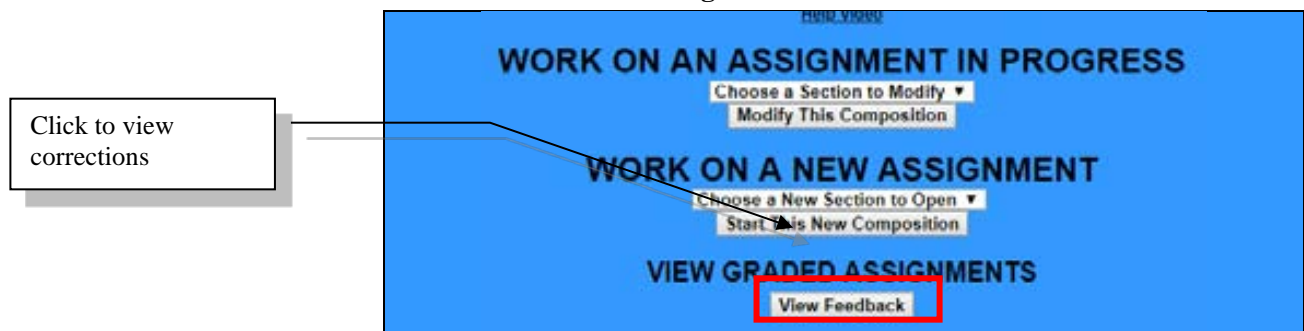 Help Video
WORK ON AN ASSIGNMENT IN PROGRESS
Choose a Section to Modify ▼
Modify This Composition
Click to view
corrections
WORK ON A NEW ASSIGNMENT
Choose a New Section to Open ▼
Start This New Composition
VIEW GRADED ASSIGNMENTS
View Feedback